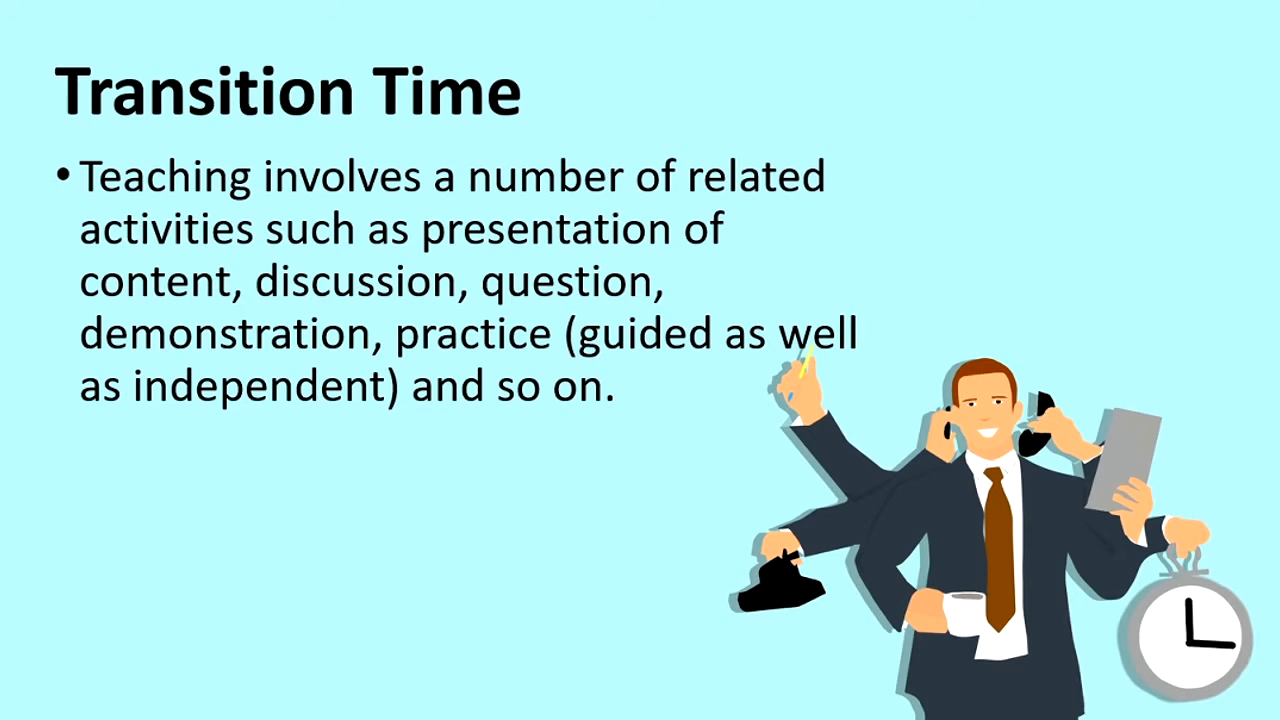 Transition Time
• Teaching involves a number of related
activities such as presentation of
content, discussion, question,
demonstration, practice (guided as well
as independent) and so on.